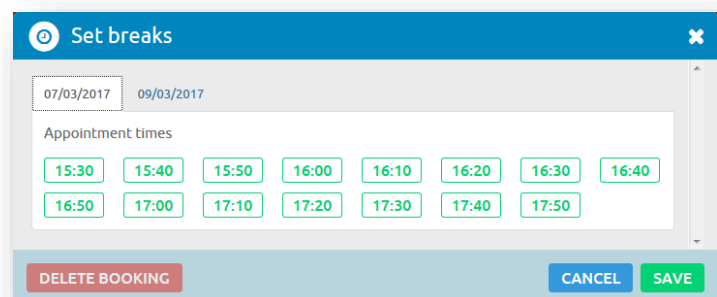 Set breaks
07/03/2017 09/03/2017
Appointment times
15:30 15:40 15:50 16:00 16:10 16:20 16:30 16:40
16:50 17:00 17:10 17:20 17:30 17:40 17:50
DELETE BOOKING CANCEL SAVE